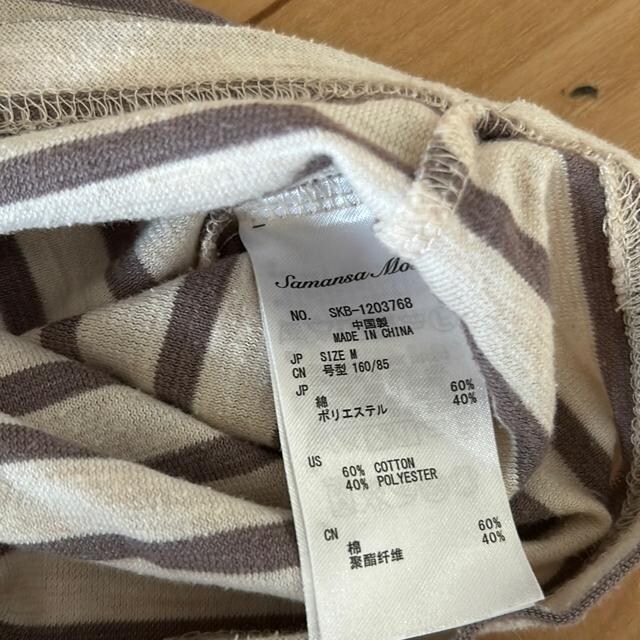 Samansa
NO. SKB-1203768
中国製
MADE IN CHINA
JP SIZE M
CN 号型 160/85
JP
綿 60%
ポリエステル 40%
US
60% COTTON
40% POLYESTER
CN
棉 60%
聚酯纤维 40%